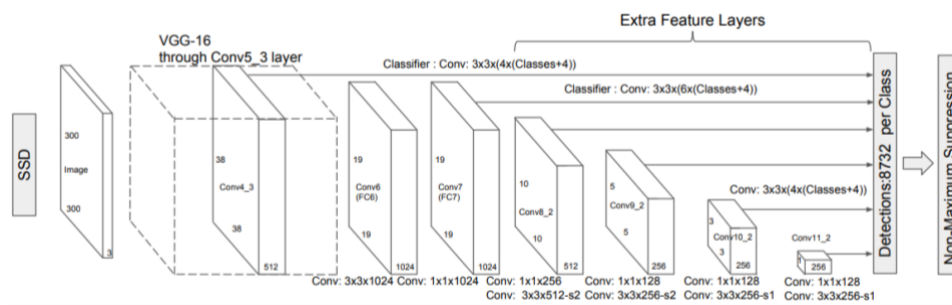 Extra Feature Layers
VGG-16
through Conv5_3 layer
Classifier : Conv: 3x3x(4x(Classes+4))
Classifier : Conv: 3x3x(6x(Classes+4))
SSD
300
Image
300
3
38
Conv4_3
38
512
19
Conv6
(FC6)
19
1024
19
Conv7
(FC7)
19
1024
10
Conv8_2
10
512
5
Conv9_2
5
256
Conv: 3x3x(4x(Classes+4))
3
Conv10_2
3
256
Conv11_2
256
Detections:8732 per Class
Non-Maximum Suppression
Conv: 3x3x1024
Conv: 1x1x1024
Conv: 1x1x256
Conv: 3x3x512-s2
Conv: 1x1x128
Conv: 3x3x256-s2
Conv: 1x1x128
Conv: 3x3x256-s1
Conv: 1x1x128
Conv: 3x3x256-s1